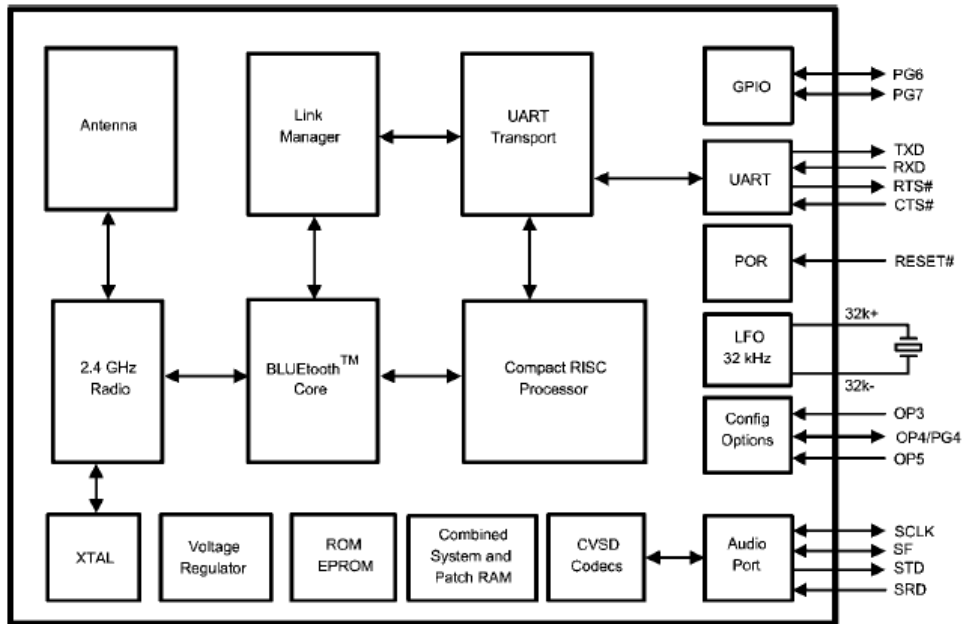 Antenna
Link
Manager
UART
Transport
GPIO
PG6
PG7
UART
TXD
RXD
RTS#
CTS#
POR
RESET#
2.4 GHz
Radio
BLUEtooth™
Core
Compact RISC
Processor
LFO
32 kHz
32k+
32k-
Config
Options
OP3
OP4/PG4
OP5
XTAL
Voltage
Regulator
ROM
EPROM
Combined
System and
Patch RAM
CVSD
Codecs
Audio
Port
SCLK
SF
STD
SRD